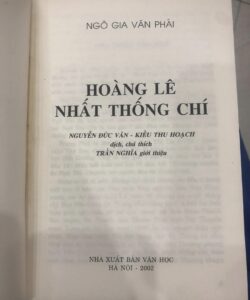 NGÔ GIA VĂN PHÁI
HOÀNG LÊ
NHẤT THỐNG CHÍ
NGUYỄN ĐỨC VÂN - KIỀU THU HOẠCH
dịch, chú thích
TRẦN NGHĨA giới thiệu
NHÀ XUẤT BẢN VĂN HỌC
HÀ NỘI - 2002